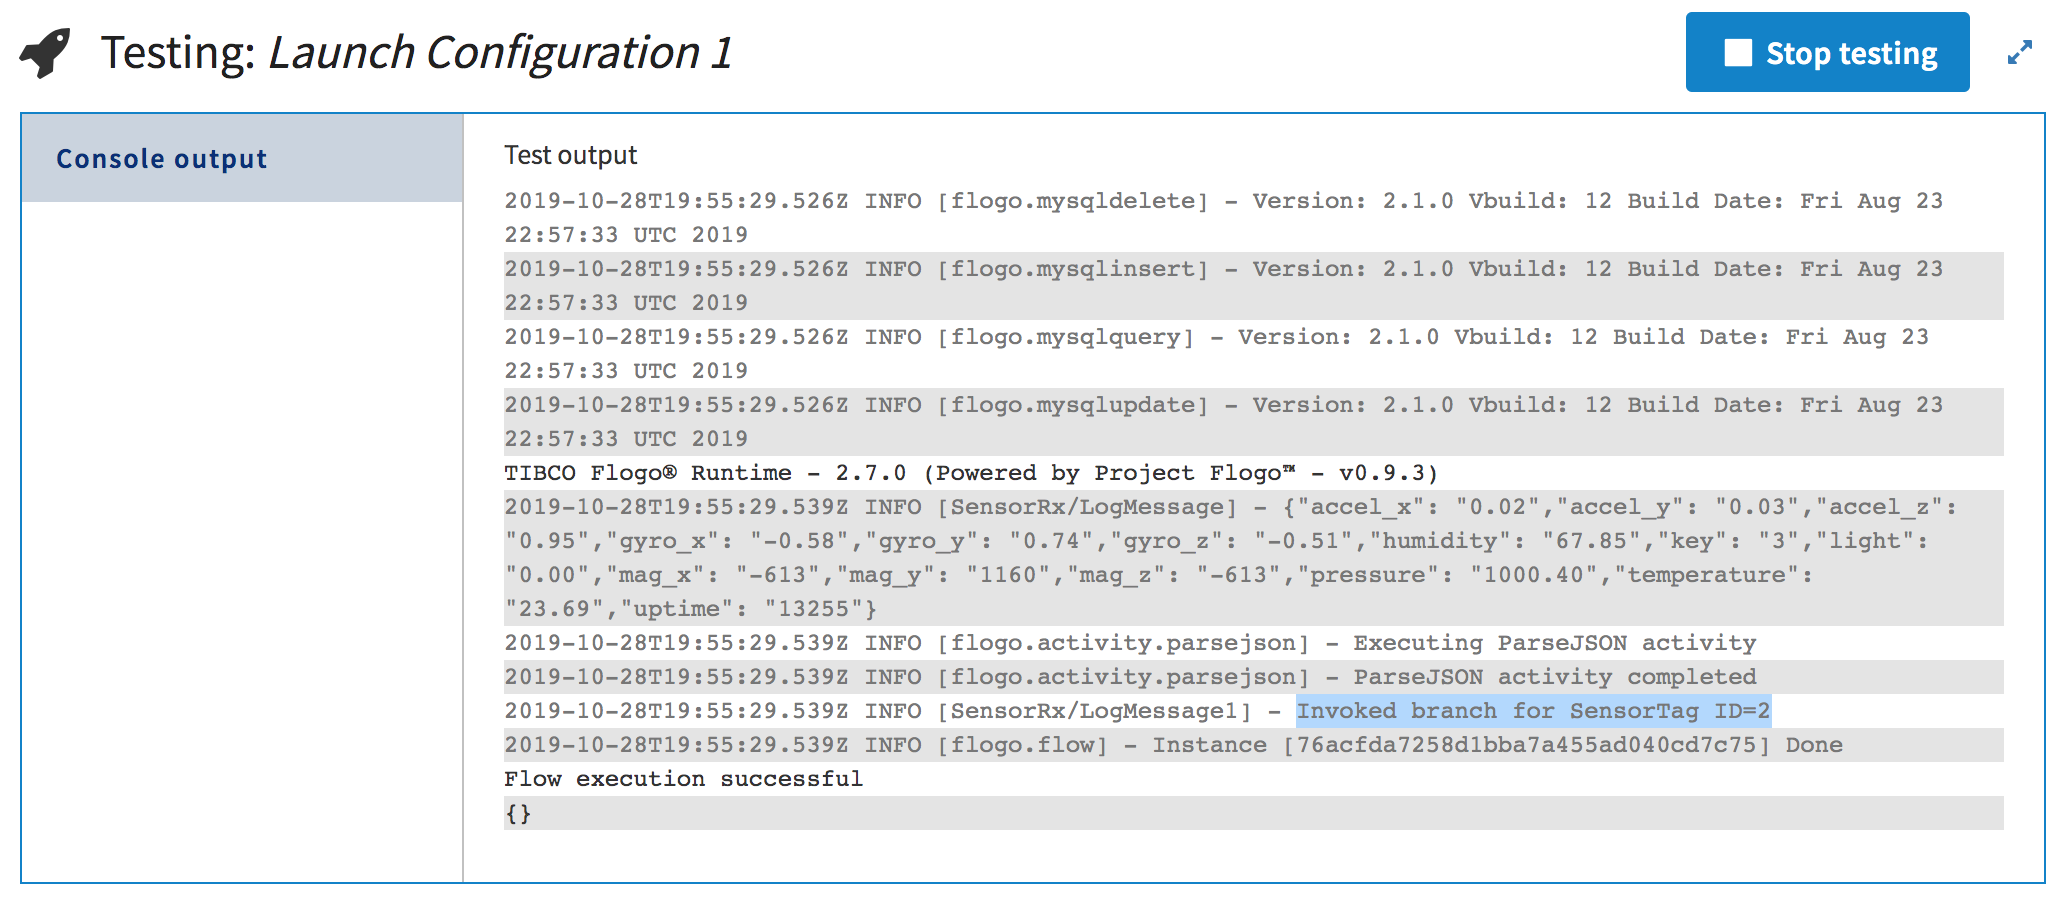 Testing: Launch Configuration 1
Stop testing
Console output
Test output
2019-10-28T19:55:29.526Z INFO [flogo.mysqldelete] - Version: 2.1.0 Vbuild: 12 Build Date: Fri Aug 23
22:57:33 UTC 2019
2019-10-28T19:55:29.526Z INFO [flogo.mysqlinsert] - Version: 2.1.0 Vbuild: 12 Build Date: Fri Aug 23
22:57:33 UTC 2019
2019-10-28T19:55:29.526Z INFO [flogo.mysqlquery] - Version: 2.1.0 Vbuild: 12 Build Date: Fri Aug 23
22:57:33 UTC 2019
2019-10-28T19:55:29.526Z INFO [flogo.mysqlupdate] - Version: 2.1.0 Vbuild: 12 Build Date: Fri Aug 23
22:57:33 UTC 2019
TIBCO Flogo® Runtime - 2.7.0 (Powered by Project Flogo™ - v0.9.3)
2019-10-28T19:55:29.539Z INFO [SensorRx/LogMessage] - {"accel_x": "0.02","accel_y": "0.03","accel_z":
"0.95","gyro_x": "-0.58","gyro_y": "0.74","gyro_z": "-0.51","humidity": "67.85","key": "3","light":
"0.00","mag_x": "-613","mag_y": "1160","mag_z": "-613","pressure": "1000.40","temperature":
"23.69","uptime": "13255"}
2019-10-28T19:55:29.539Z INFO [flogo.activity.parsejson] - Executing ParseJSON activity
2019-10-28T19:55:29.539Z INFO [flogo.activity.parsejson] - ParseJSON activity completed
2019-10-28T19:55:29.539Z INFO [SensorRx/LogMessage1] - Invoked branch for SensorTag ID=2
2019-10-28T19:55:29.539Z INFO [flogo.flow] - Instance [76acfda7258d1bba7a455ad040cd7c75] Done
Flow execution successful
{}